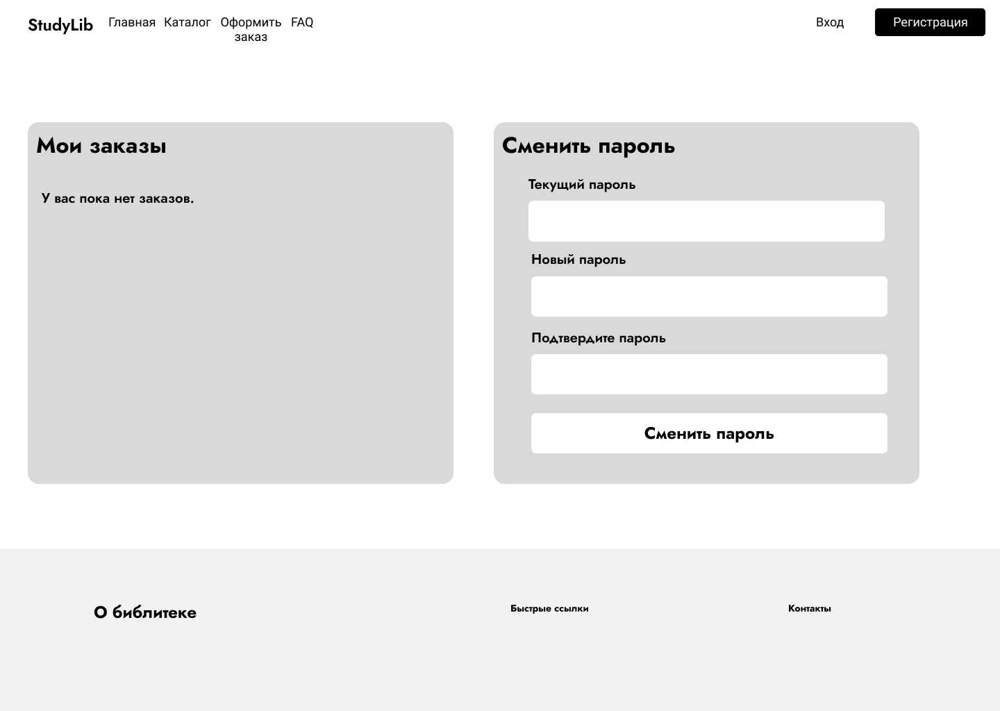 StudyLib
Главная
Каталог
Оформить
заказ
FAQ
Вход
Регистрация
Мои заказы
У вас пока нет заказов.
Сменить пароль
Текущий пароль
Новый пароль
Подтвердите пароль
Сменить пароль
О библитеке
Быстрые ссылки
Контакты